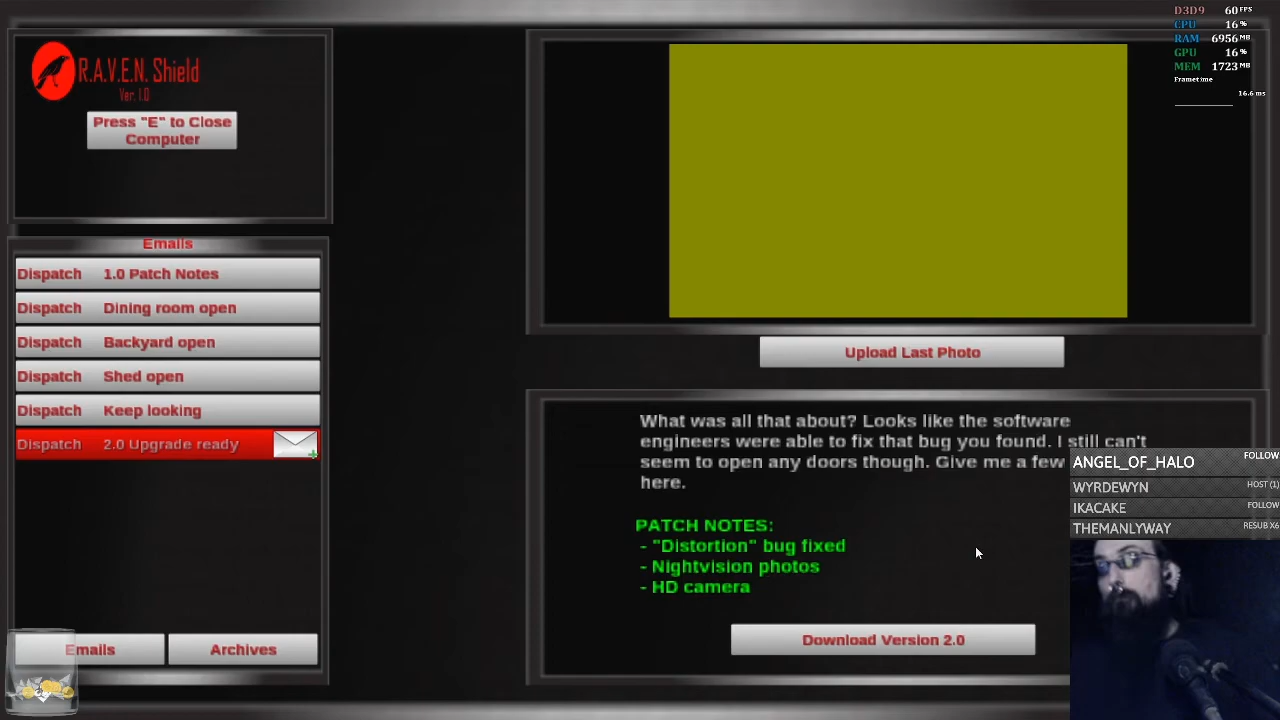 R.A.V.E.N. Shield
Ver. 1.0
Press "E" to Close
Computer
Emails
Dispatch 1.0 Patch Notes
Dispatch Dining room open
Dispatch Backyard open
Dispatch Shed open
Dispatch Keep looking
Dispatch 2.0 Upgrade ready
Emails Archives
Upload Last Photo
What was all that about? Looks like the software
engineers were able to fix that bug you found. I still can't
seem to open any doors though. Give me a few
here.
PATCH NOTES:
- "Distortion" bug fixed
- Nightvision photos
- HD camera
Download Version 2.0
D3D9 60 FPS
CPU 16 %
RAM 6956 MB
GPU 16 %
MEM 1723 MB
Frametime
16.6 ms
ANGEL_OF_HALO FOLLOW
WYRDEWYN HOST (1)
IKACAKE FOLLOW
THEMANLYWAY RESUB X6